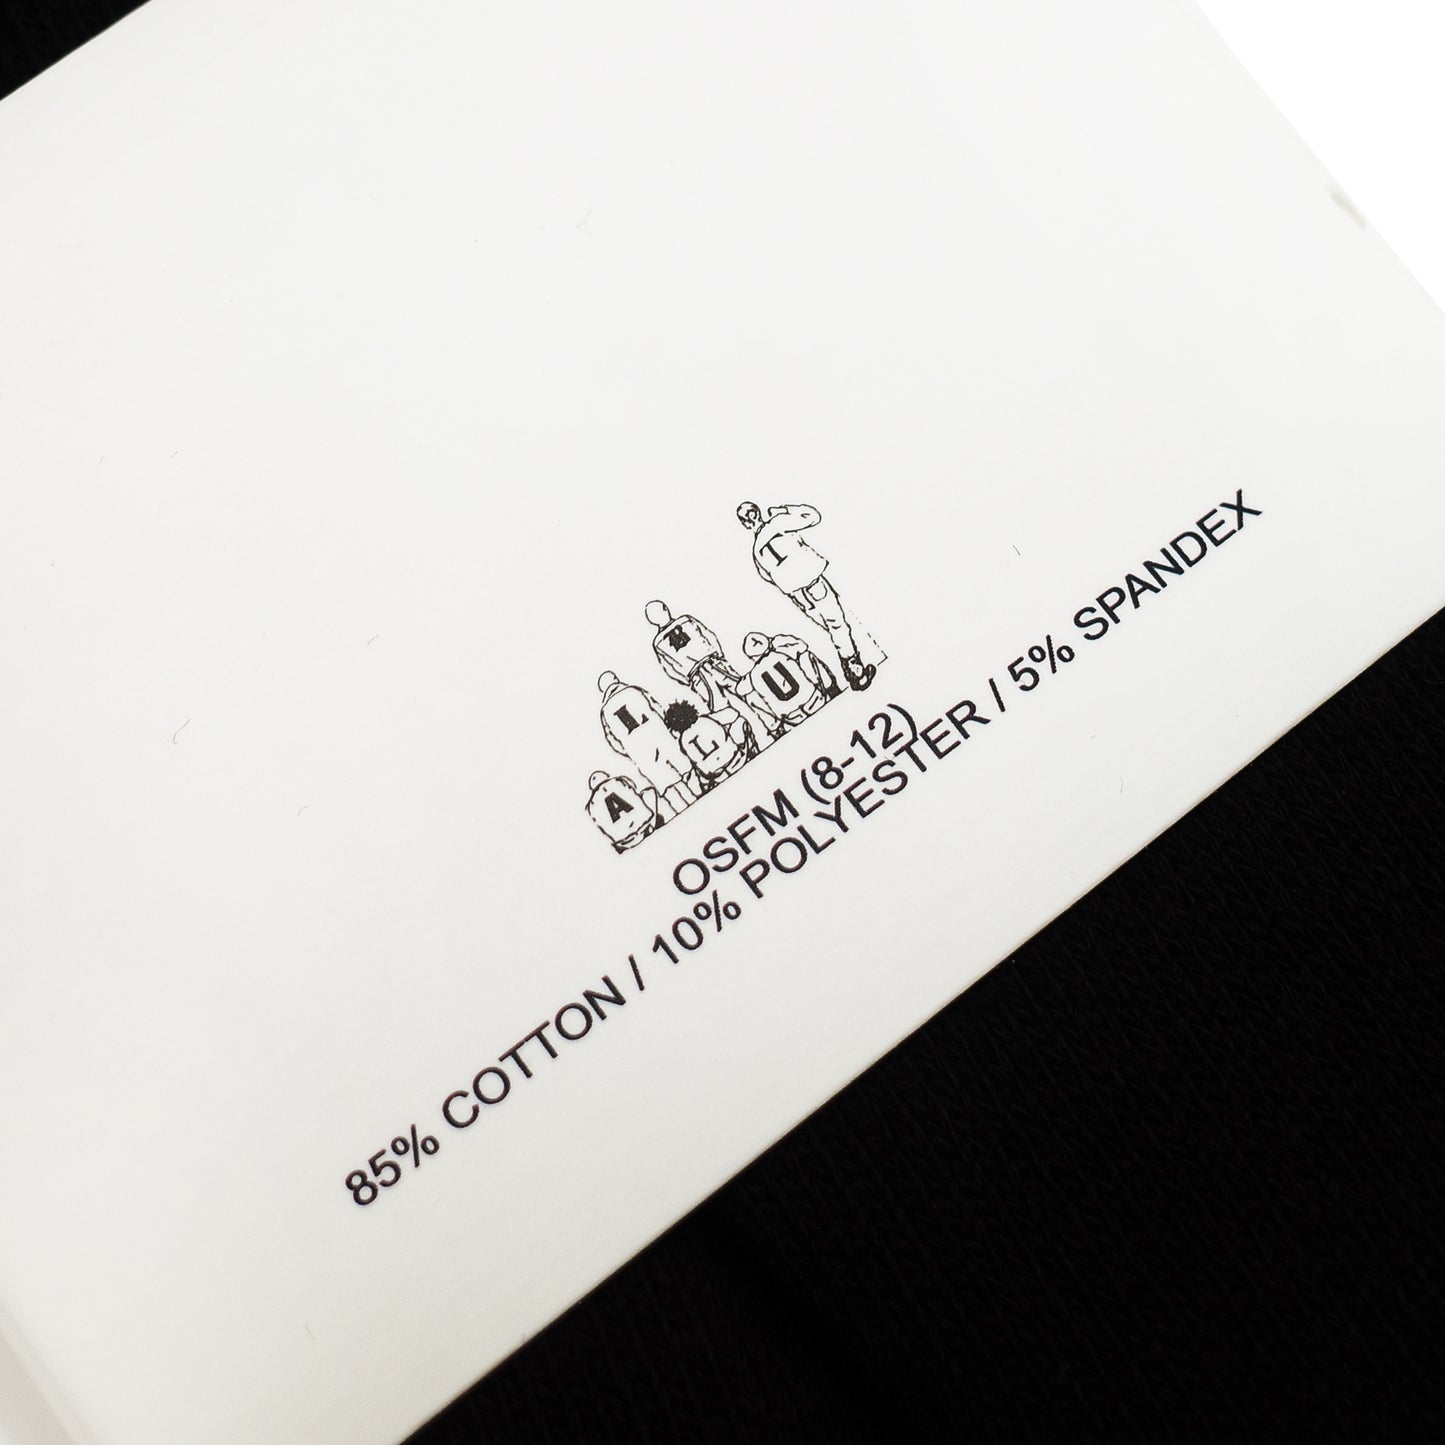 A L L B U T
OSFM (8-12)
85% COTTON / 10% POLYESTER / 5% SPANDEX